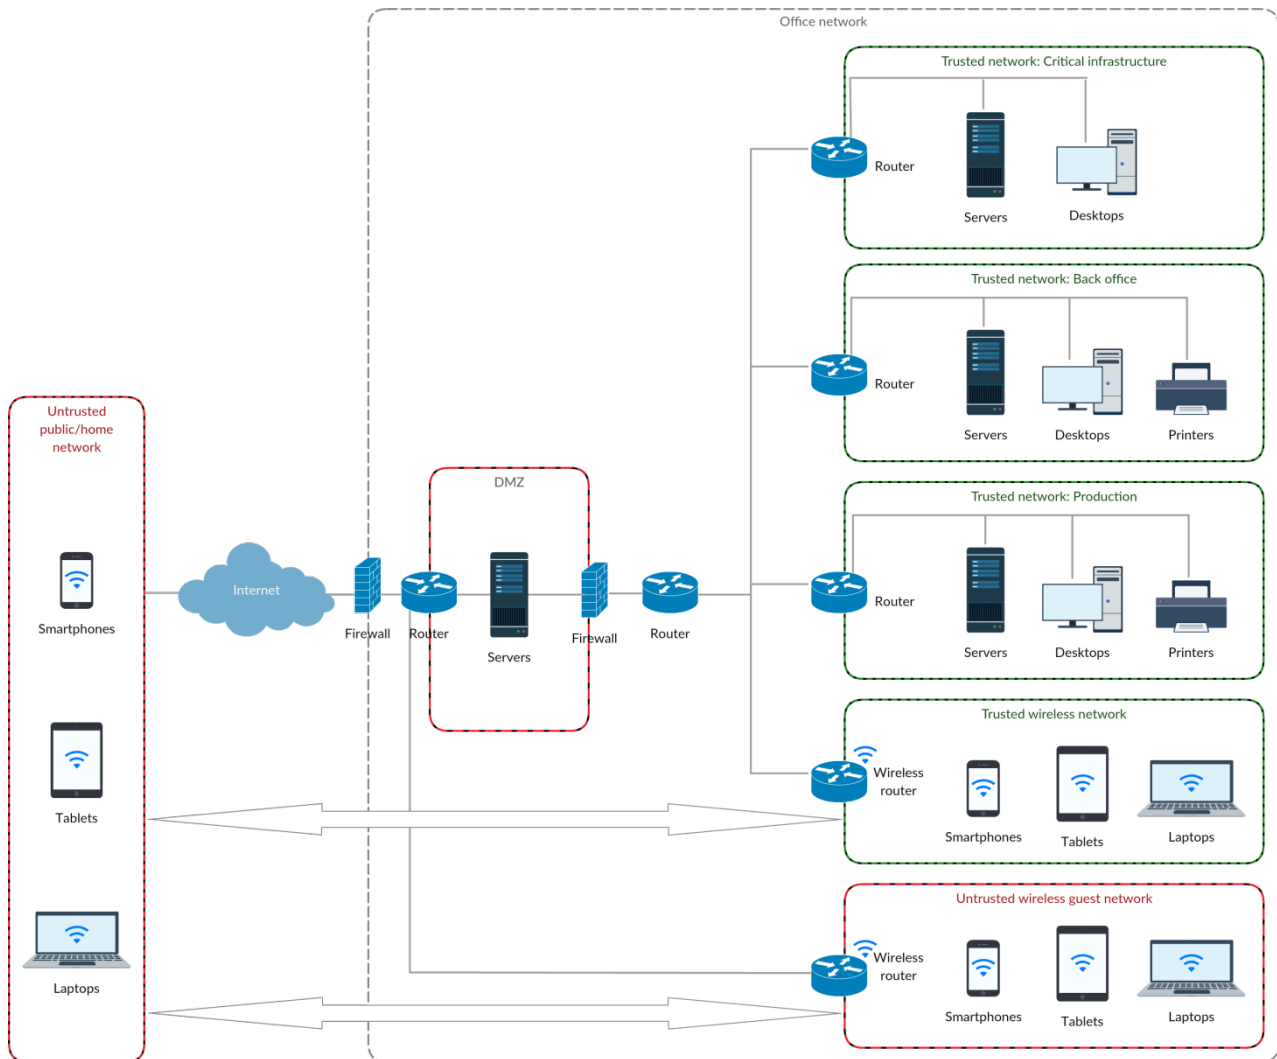 Office network
Trusted network: Critical infrastructure
Router
Servers
Desktops
Trusted network: Back office
Router
Servers
Desktops
Printers
Untrusted
public/home
network
Smartphones
Tablets
Laptops
Internet
Firewall
Router
DMZ
Servers
Firewall
Router
Trusted network: Production
Router
Servers
Desktops
Printers
Trusted wireless network
Wireless
router
Smartphones
Tablets
Laptops
Untrusted wireless guest network
Wireless
router
Smartphones
Tablets
Laptops